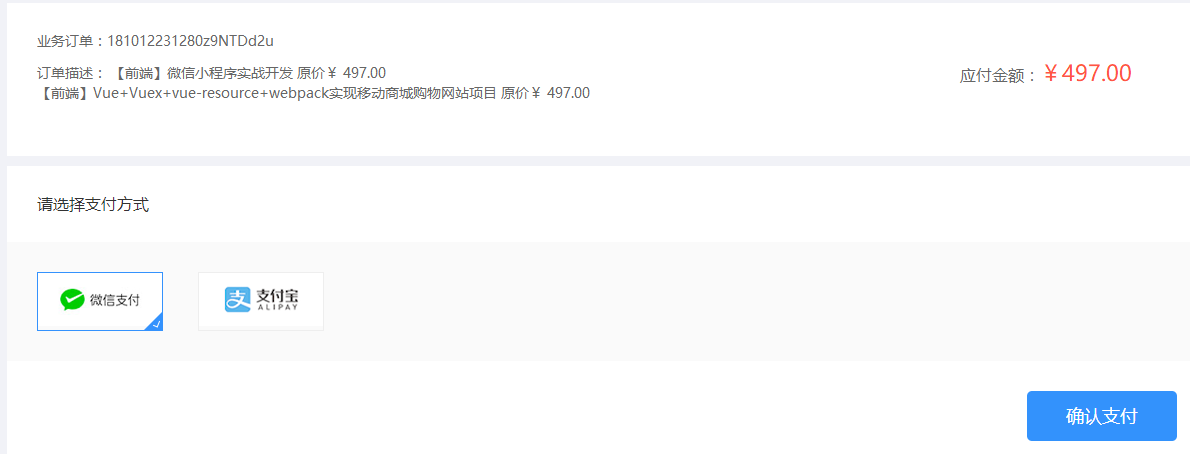 业务订单：181012231280z9NTDd2u
订单描述： 【前端】微信小程序实战开发 原价￥ 497.00
【前端】Vue+Vuex+vue-resource+webpack实现移动商城购物网站项目 原价￥ 497.00
应付金额：￥497.00
请选择支付方式
微信支付
支 支付宝
ALIPAY
确认支付